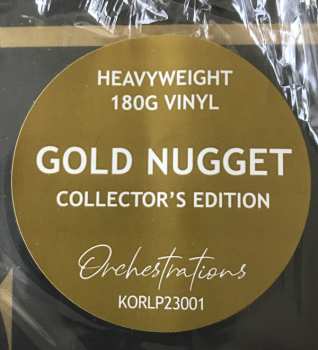 HEAVYWEIGHT
180G VINYL
GOLD NUGGET
COLLECTOR'S EDITION
Orchestrations
KORLP23001